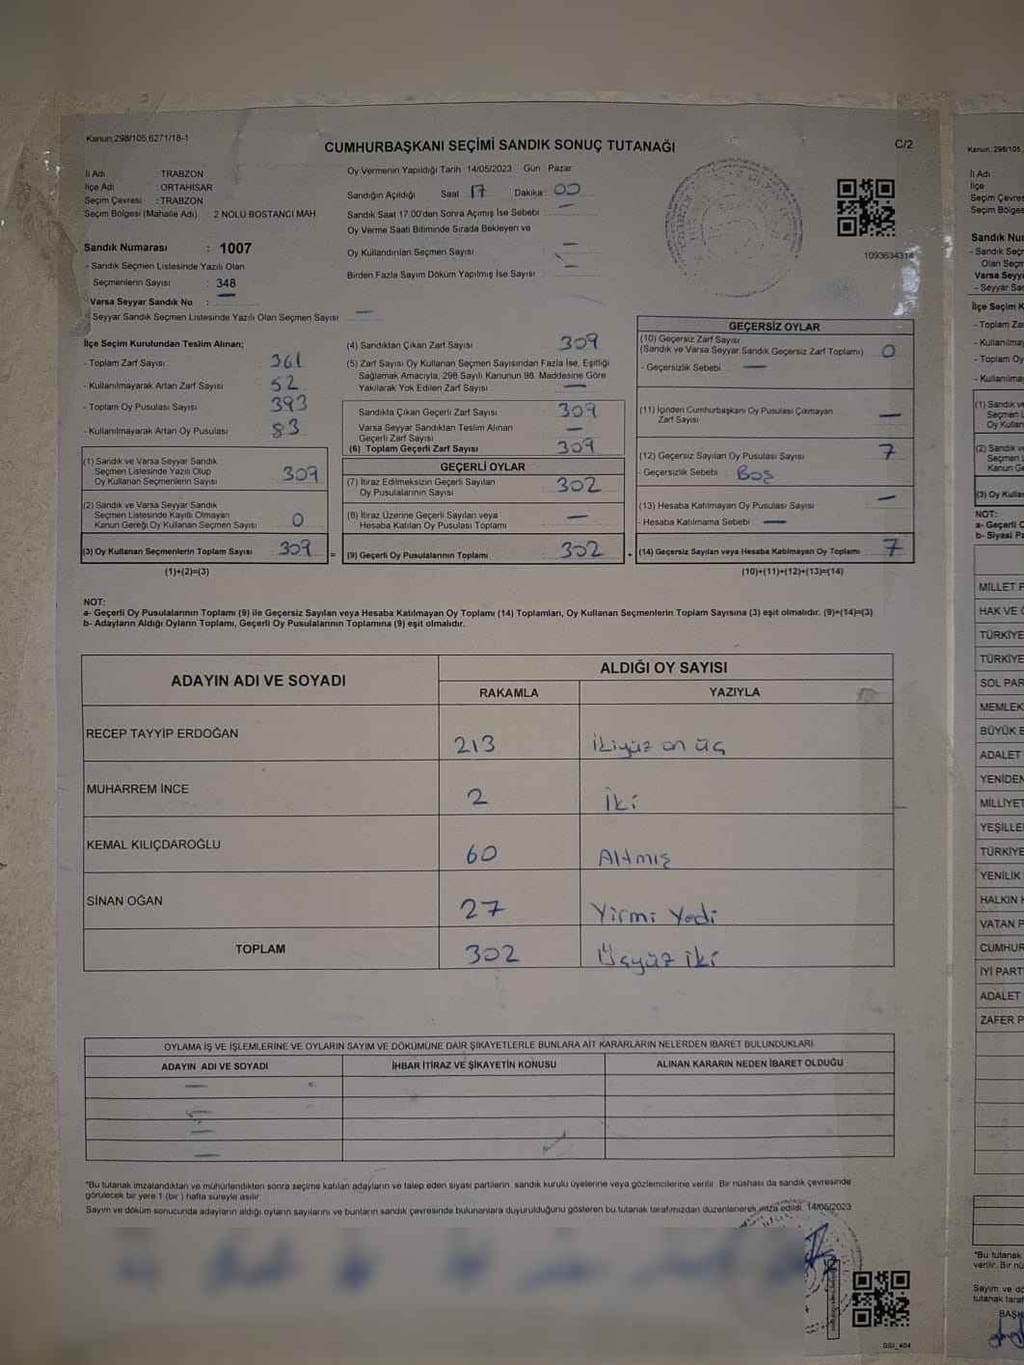 Kanun:298/105,6271/18-1
CUMHURBAŞKANI SEÇİMİ SANDIK SONUÇ TUTANAĞI
C/2
İl Adı : TRABZON
İlçe Adı : ORTAHİSAR
Seçim Çevresi : TRABZON
Seçim Bölgesi (Mahalle Adı) 2 NOLU BOSTANCI MAH.
Sandık Numarası : 1007
- Sandık Seçmen Listesinde Yazılı Olan
Seçmenlerin Sayısı : 348
Varsa Seyyar Sandık No : —
Seyyar Sandık Seçmen Listesinde Yazılı Olan Seçmen Sayısı —
Oy Vermenin Yapıldığı Tarih 14/05/2023 Gün Pazar
Sandığın Açıldığı Saat 17 Dakika 00
Sandık Saat 17.00'den Sonra Açımış İse Sebebi —
Oy Verme Saati Bitiminde Sırada Bekleyen ve
Oy Kullandırılan Seçmen Sayısı —
Birden Fazla Sayım Döküm Yapılmış İse Sayısı —
1093634314
İlçe Seçim Kurulundan Teslim Alınan;
- Toplam Zarf Sayısı 361
- Kullanılmayarak Artan Zarf Sayısı 52
- Toplam Oy Pusulası Sayısı 393
- Kullanılmayarak Artan Oy Pusulası 83
(1) Sandık ve Varsa Seyyar Sandık
Seçmen Listesinde Yazılı Olup
Oy Kullanan Seçmenlerin Sayısı 309
(2) Sandık ve Varsa Seyyar Sandık
Seçmen Listesinde Kayıtlı Olmayan
Kanun Gereği Oy Kullanan Seçmen Sayısı 0
(3) Oy Kullanan Seçmenlerin Toplam Sayısı 309 =
(1)+(2)=(3)
(4) Sandıktan Çıkan Zarf Sayısı 309
(5) Zarf Sayısı Oy Kullanan Seçmen Sayısından Fazla İse, Eşitliği
Sağlamak Amacıyla, 298 Sayılı Kanunun 98. Maddesine Göre
Yakılarak Yok Edilen Zarf Sayısı —
Sandıkta Çıkan Geçerli Zarf Sayısı 309
Varsa Seyyar Sandıktan Teslim Alınan
Geçerli Zarf Sayısı —
(6) Toplam Geçerli Zarf Sayısı 309
GEÇERLİ OYLAR
(7) İtiraz Edilmeksizin Geçerli Sayılan
Oy Pusulalarının Sayısı 302
(8) İtiraz Üzerine Geçerli Sayılan veya
Hesaba Katılan Oy Pusulası Toplamı —
(9) Geçerli Oy Pusulalarının Toplamı 302 +
GEÇERSİZ OYLAR
(10) Geçersiz Zarf Sayısı
(Sandık ve Varsa Seyyar Sandık Geçersiz Zarf Toplamı) 0
- Geçersizlik Sebebi —
(11) İçinden Cumhurbaşkanı Oy Pusulası Çıkmayan
Zarf Sayısı —
(12) Geçersiz Sayılan Oy Pusulası Sayısı 7
- Geçersizlik Sebebi Boş
(13) Hesaba Katılmayan Oy Pusulası Sayısı —
- Hesaba Katılmama Sebebi —
(14) Geçersiz Sayılan veya Hesaba Katılmayan Oy Toplamı 7
(10)+(11)+(12)+(13)=(14)
NOT:
a- Geçerli Oy Pusulalarının Toplamı (9) ile Geçersiz Sayılan veya Hesaba Katılmayan Oy Toplamı (14) Toplamları, Oy Kullanan Seçmenlerin Toplam Sayısına (3) eşit olmalıdır. (9)+(14)=(3)
b- Adayların Aldığı Oyların Toplamı, Geçerli Oy Pusulalarının Toplamına (9) eşit olmalıdır.
ADAYIN ADI VE SOYADI
ALDIĞI OY SAYISI
RAKAMLA YAZIYLA
RECEP TAYYİP ERDOĞAN 213 İkiyüz on üç
MUHARREM İNCE 2 İki
KEMAL KILIÇDAROĞLU 60 Altmış
SİNAN OĞAN 27 Yirmi Yedi
TOPLAM 302 Üçyüz iki
OYLAMA İŞ VE İŞLEMLERİNE VE OYLARIN SAYIM VE DÖKÜMÜNE DAİR ŞİKAYETLERLE BUNLARA AİT KARARLARIN NELERDEN İBARET BULUNDUKLARI
ADAYIN ADI VE SOYADI İHBAR İTİRAZ VE ŞİKAYETİN KONUSU ALINAN KARARIN NEDEN İBARET OLDUĞU
—
—
—
—
*Bu tutanak imzalandıktan ve mühürlendikten sonra seçime katılan adayların ve talep eden siyasi partilerin sandık kurulu üyelerine veya gözlemcilerine verilir. Bir nüshası da sandık çevresinde
görülecek bir yere 1 (bir) hafta süreyle asılır.
Sayım ve döküm sonucunda adayların aldığı oyların sayılarını ve bunların sandık çevresinde bulunanlara duyurulduğunu gösteren bu tutanak tarafımızdan düzenlenerek imza edildi. 14/05/2023
Kanun: 298/105
İl Adı
İlçe
Seçim Çevres
Seçim Bölges
Sandık Nu
- Sandık Seç
Olan Seçm
Varsa Seyy
- Seyyar Sa
İlçe Seçim K
- Toplam Za
- Kullanılma
- Toplam Oy
- Kullanılma
(1) Sandık ve
Seçmen L
Oy Kullan
(2) Sandık v
Seçmen L
Kanun Ge
(3) Oy Kulla
NOT:
a- Geçerli O
b- Siyasi Pa
MİLLET P
HAK VE Ö
TÜRKİYE
TÜRKİYE
SOL PAR
MEMLEK
BÜYÜK B
ADALET
YENİDEN
MİLLİYET
YEŞİLLE
TÜRKİYE
YENİLİK
HALKIN K
VATAN P
CUMHUR
İYİ PART
ADALET
ZAFER P
*Bu tutanak
verilir. Bir nü
Sayım ve dö
tutanak taraf
BAŞK